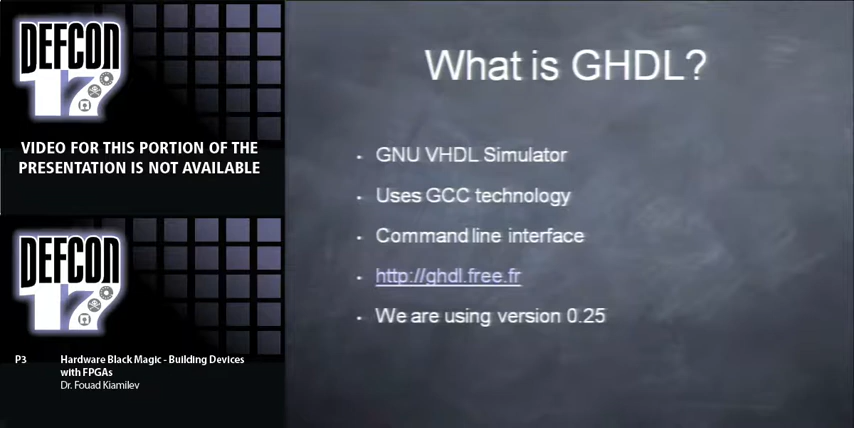 DEFCON
17
VIDEO FOR THIS PORTION OF THE
PRESENTATION IS NOT AVAILABLE
DEFCON
17
P3 Hardware Black Magic - Building Devices
with FPGAs
Dr. Fouad Kiamilev
What is GHDL?
• GNU VHDL Simulator
• Uses GCC technology
• Command line interface
• http://ghdl.free.fr
• We are using version 0.25